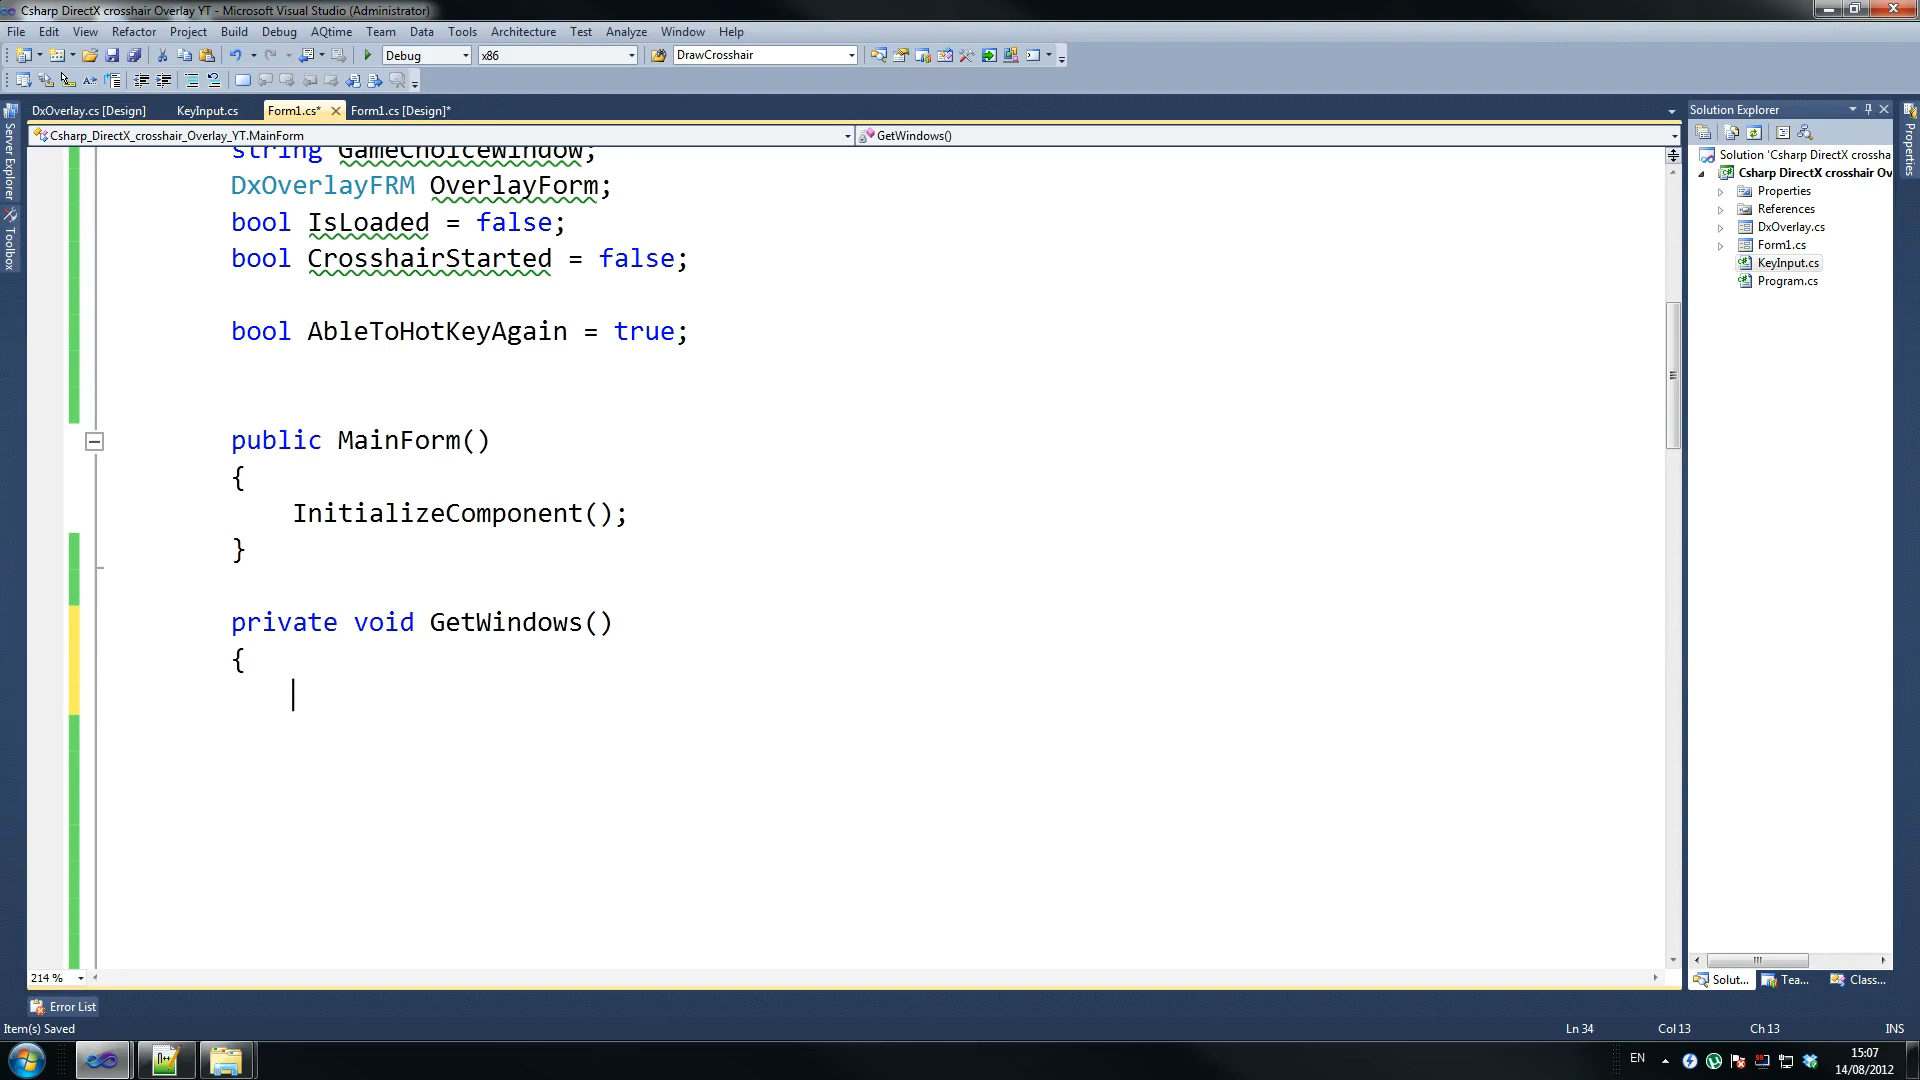 Csharp DirectX crosshair Overlay YT - Microsoft Visual Studio (Administrator)
File Edit View Refactor Project Build Debug AQtime Team Data Tools Architecture Test Analyze Window Help
Debug x86 DrawCrosshair
DxOverlay.cs [Design] KeyInput.cs Form1.cs* Form1.cs [Design]*
Csharp_DirectX_crosshair_Overlay_YT.MainForm GetWindows()
string GameChoiceWindow;
DxOverlayFRM OverlayForm;
bool IsLoaded = false;
bool CrosshairStarted = false;
bool AbleToHotKeyAgain = true;
public MainForm()
{
InitializeComponent();
}
private void GetWindows()
{
214 %
Server Explorer
Toolbox
Solution Explorer
Solution 'Csharp DirectX crossha
Csharp DirectX crosshair Ov
Properties
References
DxOverlay.cs
Form1.cs
KeyInput.cs
Program.cs
Solut... Tea... Class...
Properties
Error List
Item(s) Saved Ln 34 Col 13 Ch 13 INS
EN 15:07
14/08/2012